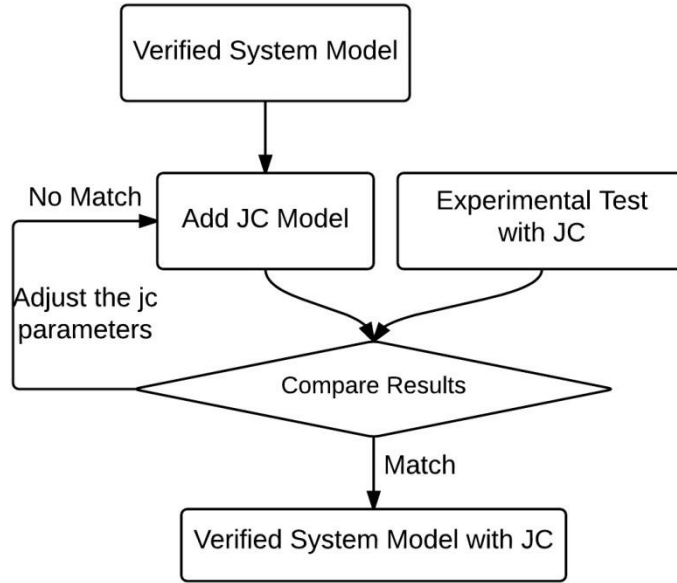 Verified System Model
No Match
Add JC Model
Experimental Test
with JC
Adjust the jc
parameters
Compare Results
Match
Verified System Model with JC